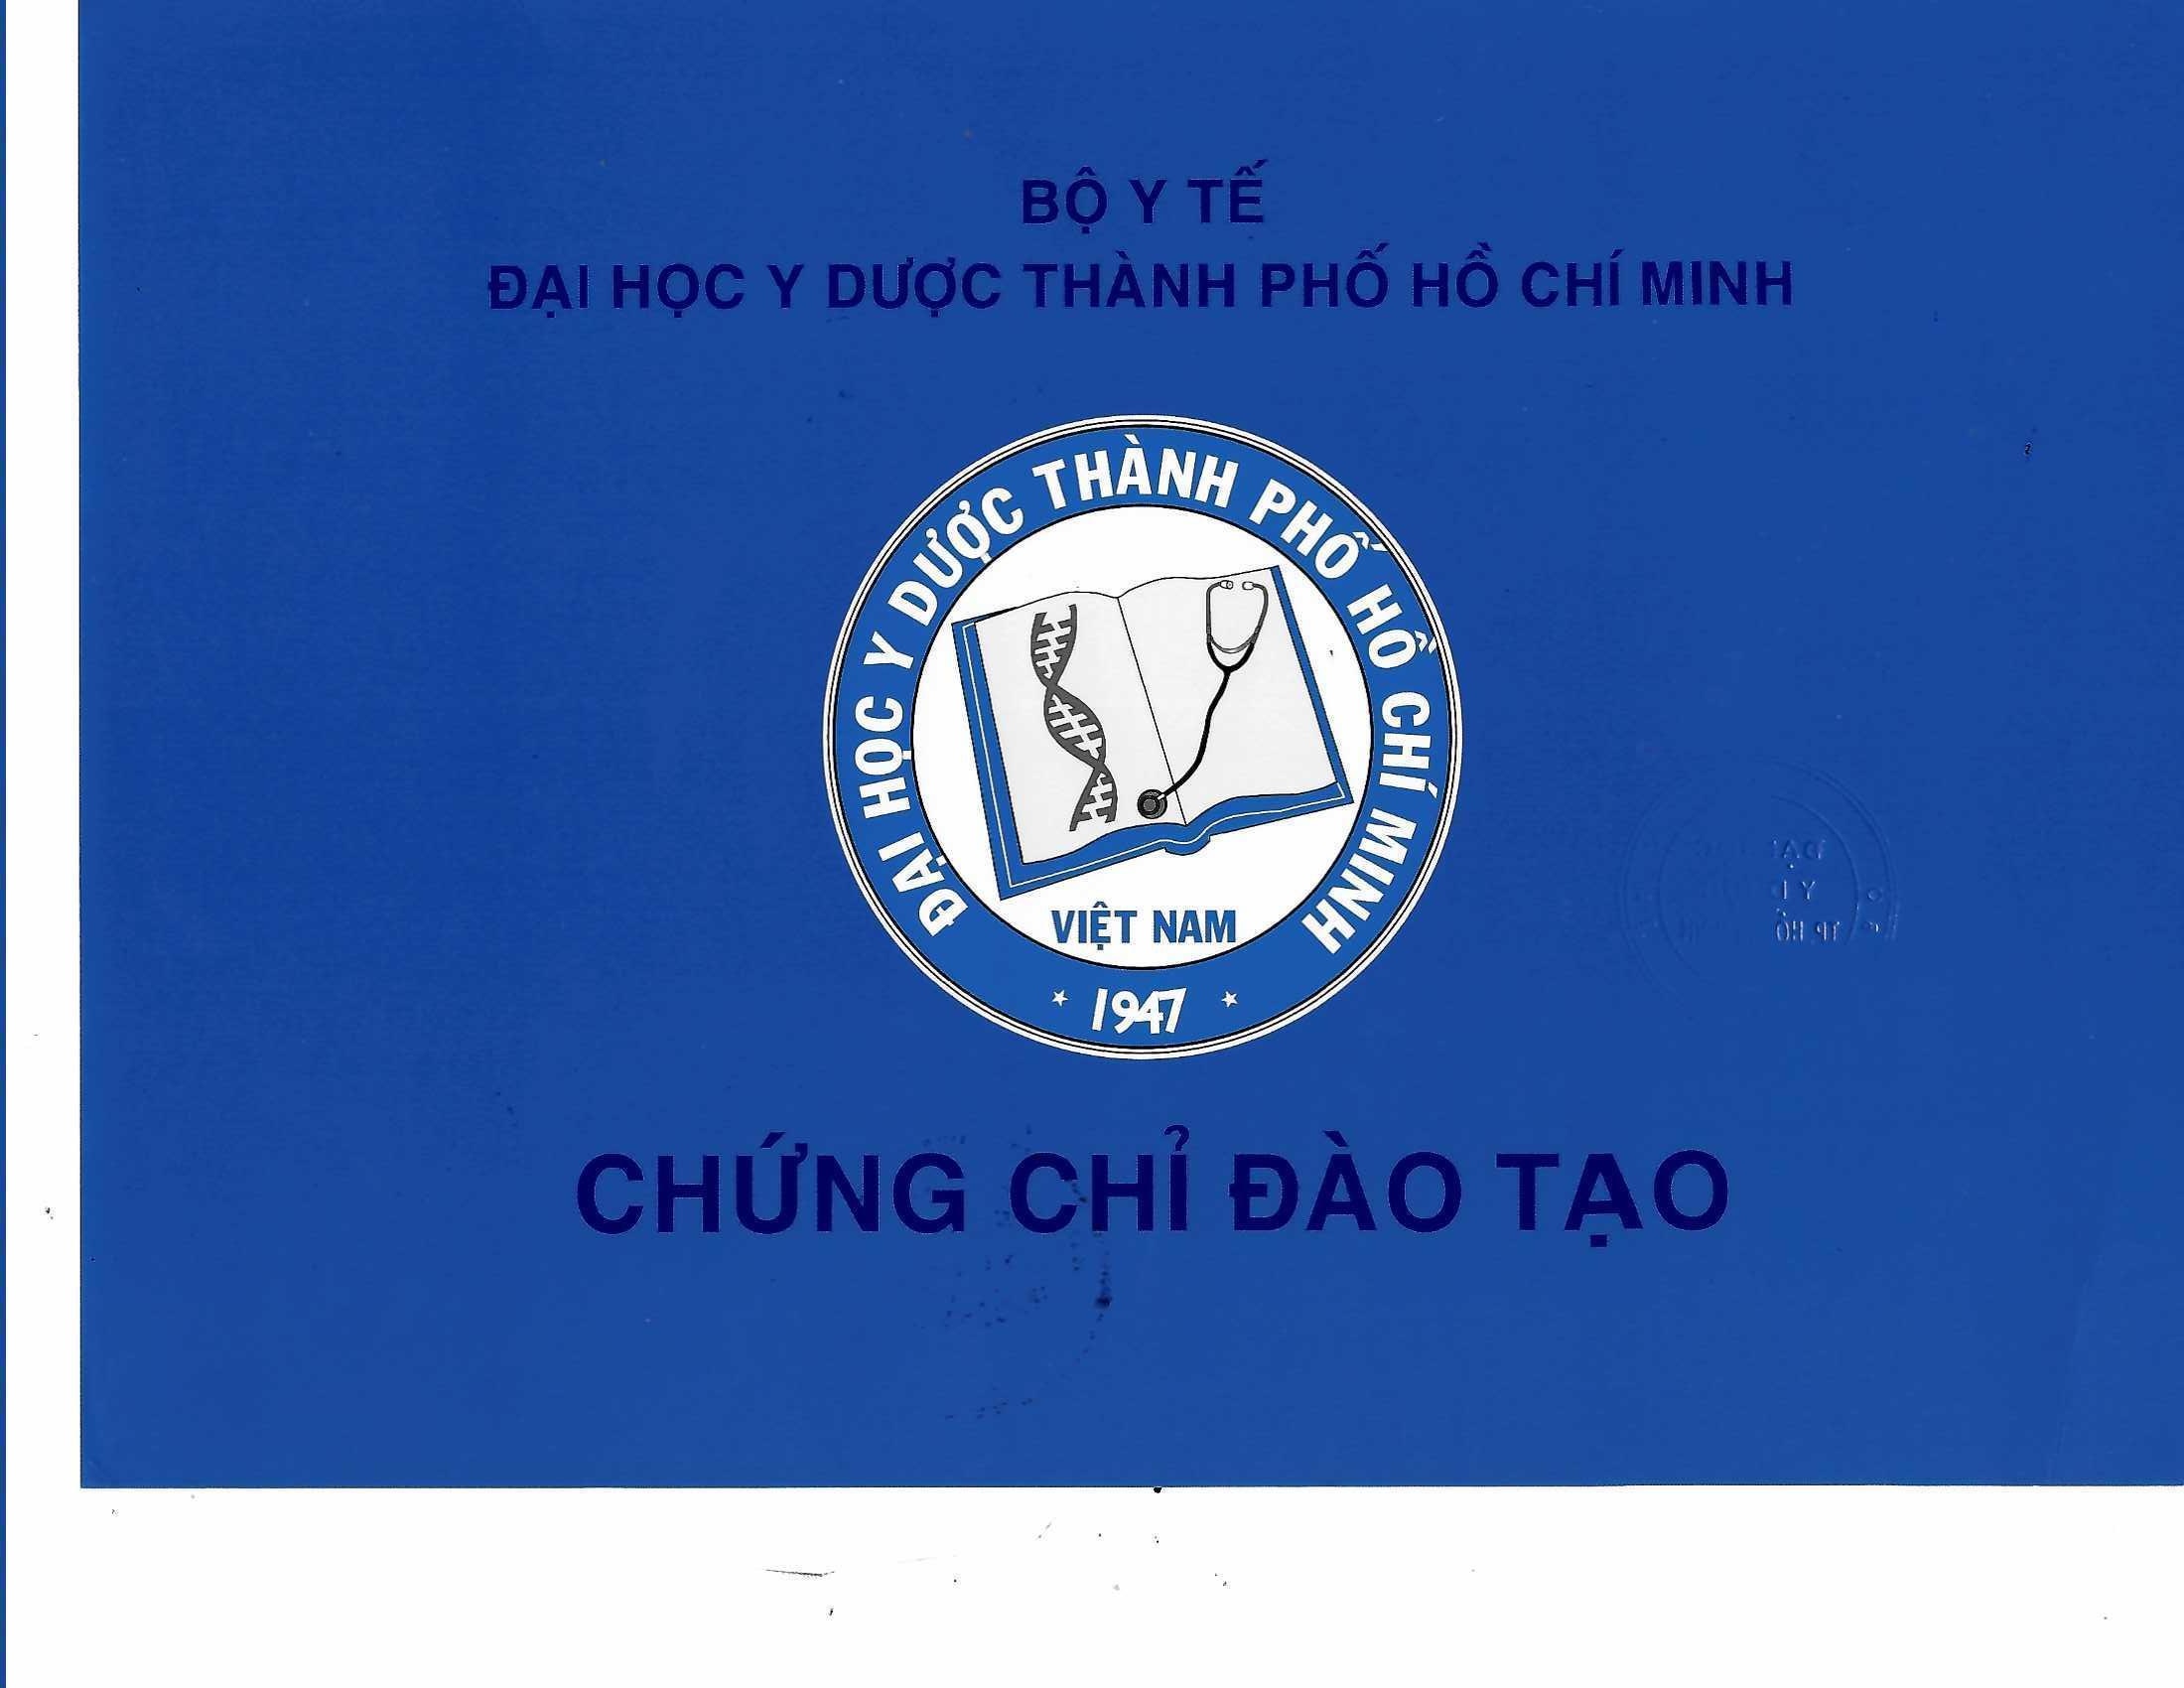 BỘ Y TẾ
ĐẠI HỌC Y DƯỢC THÀNH PHỐ HỒ CHÍ MINH
ĐẠI HỌC Y DƯỢC THÀNH PHỐ HỒ CHÍ MINH
VIỆT NAM
1947
CHỨNG CHỈ ĐÀO TẠO